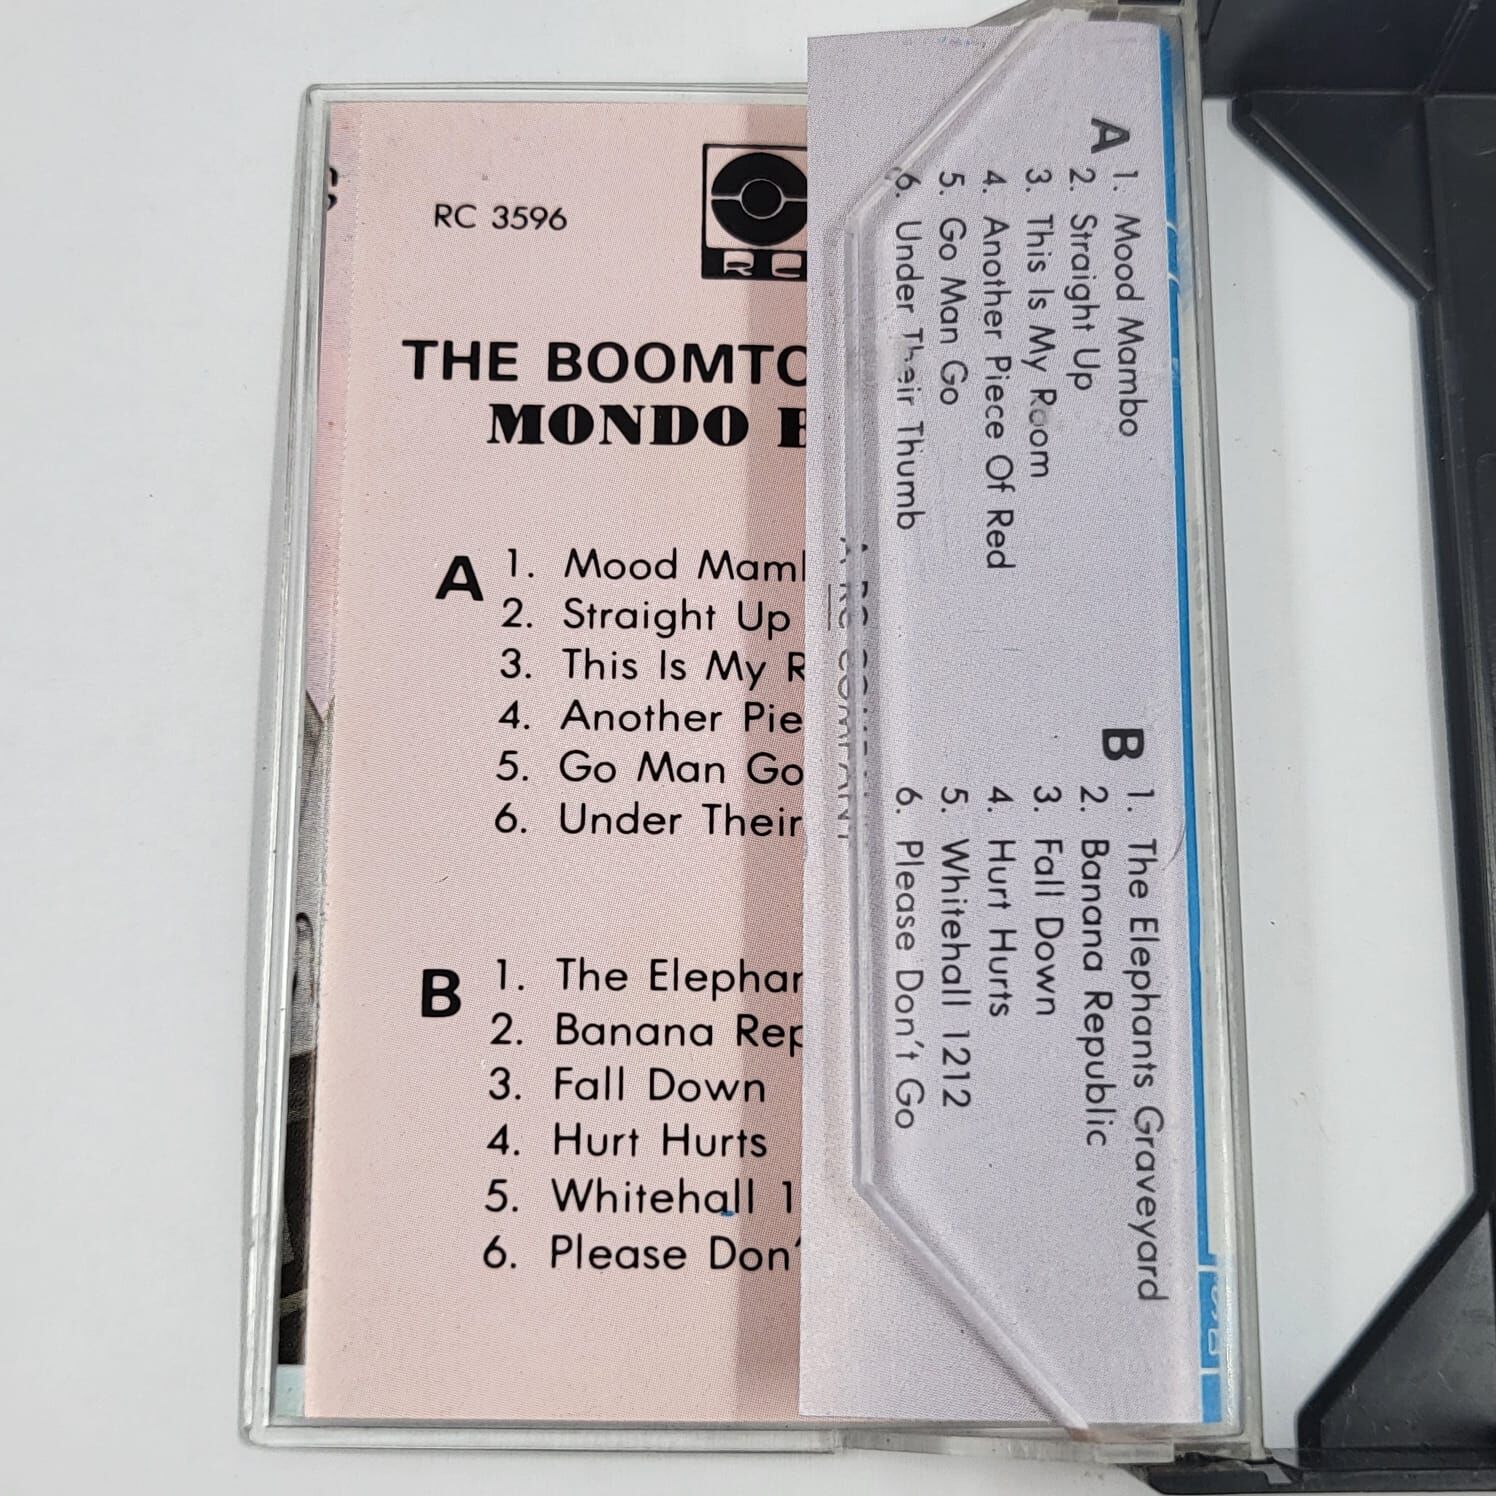 RC 3596
RC
THE BOOMTO
MONDO B
A 1. Mood Mamb
2. Straight Up
3. This Is My R
4. Another Pie
5. Go Man Go
6. Under Their
B 1. The Elephan
2. Banana Rep
3. Fall Down
4. Hurt Hurts
5. Whitehall 1
6. Please Don'
A 1. Mood Mambo
2. Straight Up
3. This Is My Room
4. Another Piece Of Red
5. Go Man Go
6. Under Their Thumb
B 1. The Elephants Graveyard
2. Banana Republic
3. Fall Down
4. Hurt Hurts
5. Whitehall 1212
6. Please Don't Go
A RC COMPANY